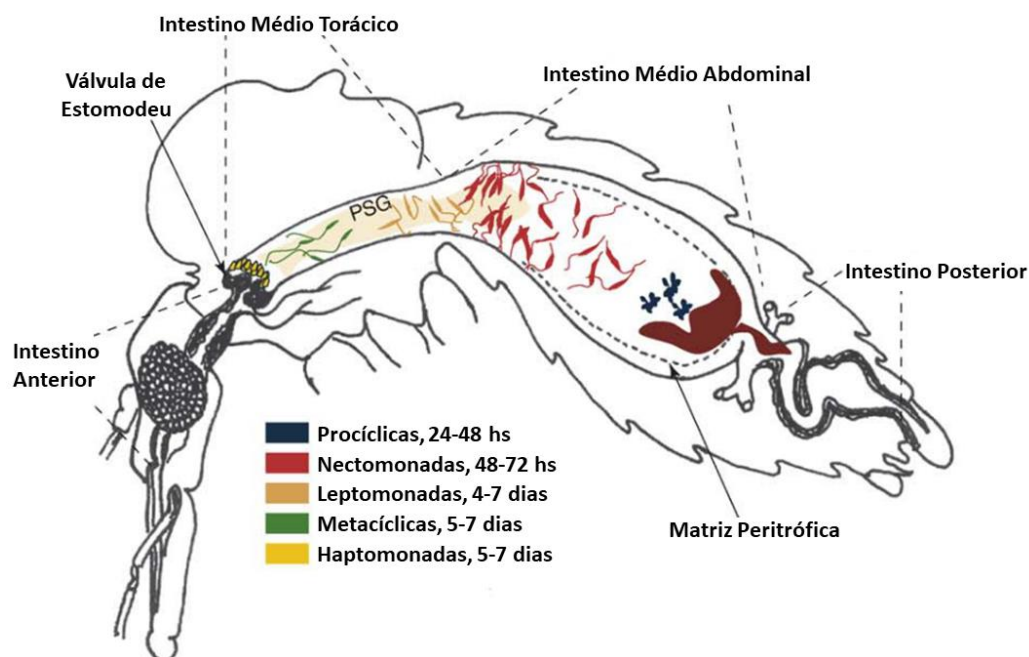 Intestino Médio Torácico
Válvula de
Estomodeu
Intestino Médio Abdominal
PSG
Intestino Posterior
Intestino
Anterior
Procíclicas, 24-48 hs
Nectomonadas, 48-72 hs
Leptomonadas, 4-7 dias
Metacíclicas, 5-7 dias
Haptomonadas, 5-7 dias
Matriz Peritrófica